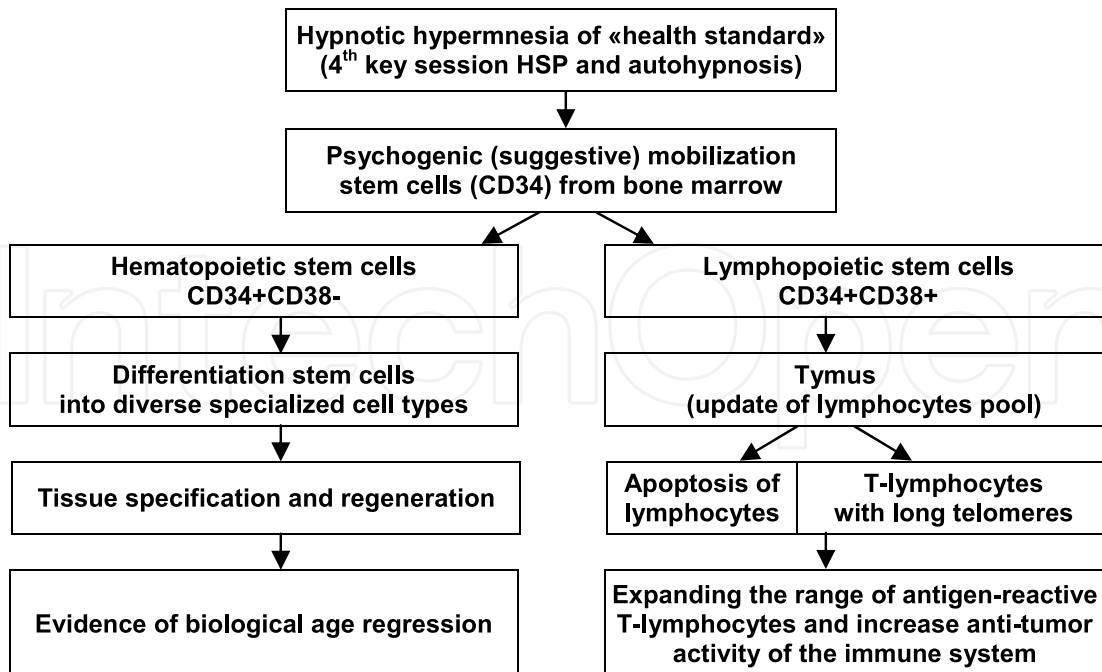 Hypnotic hypermnesia of «health standard»
(4th key session HSP and autohypnosis)
Psychogenic (suggestive) mobilization
stem cells (CD34) from bone marrow
Hematopoietic stem cells
CD34+CD38-
Lymphopoietic stem cells
CD34+CD38+
Differentiation stem cells
into diverse specialized cell types
Tymus
(update of lymphocytes pool)
Tissue specification and regeneration
Apoptosis of
lymphocytes
T-lymphocytes
with long telomeres
Evidence of biological age regression
Expanding the range of antigen-reactive
T-lymphocytes and increase anti-tumor
activity of the immune system
IntechOpen